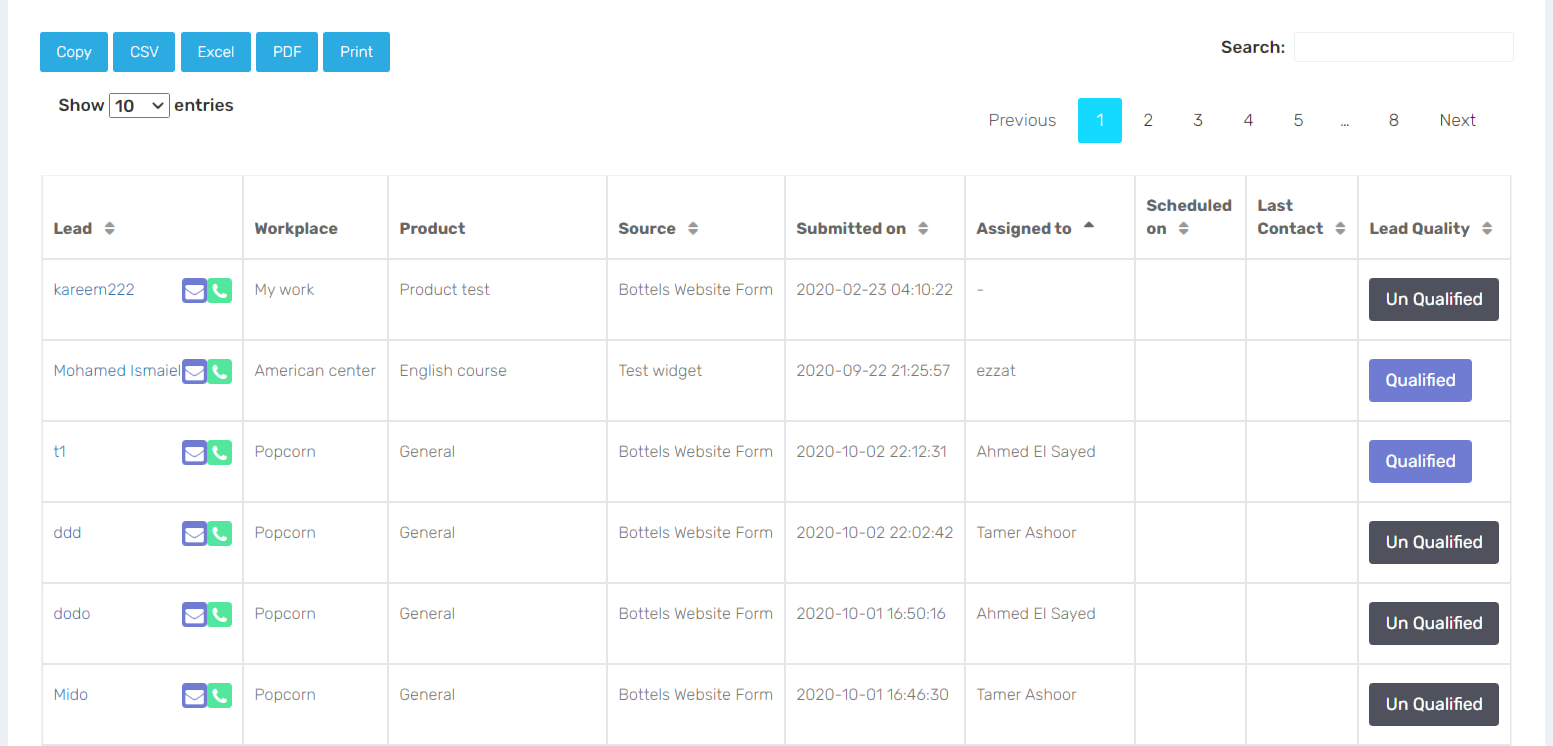 Copy CSV Excel PDF Print Search:
Show 10 entries
Previous 1 2 3 4 5 ... 8 Next
Lead Workplace Product Source Submitted on Assigned to Scheduled on Last Contact Lead Quality
kareem222 My work Product test Bottels Website Form 2020-02-23 04:10:22 - Un Qualified
Mohamed Ismaiel American center English course Test widget 2020-09-22 21:25:57 ezzat Qualified
t1 Popcorn General Bottels Website Form 2020-10-02 22:12:31 Ahmed El Sayed Qualified
ddd Popcorn General Bottels Website Form 2020-10-02 22:02:42 Tamer Ashoor Un Qualified
dodo Popcorn General Bottels Website Form 2020-10-01 16:50:16 Ahmed El Sayed Un Qualified
Mido Popcorn General Bottels Website Form 2020-10-01 16:46:30 Tamer Ashoor Un Qualified